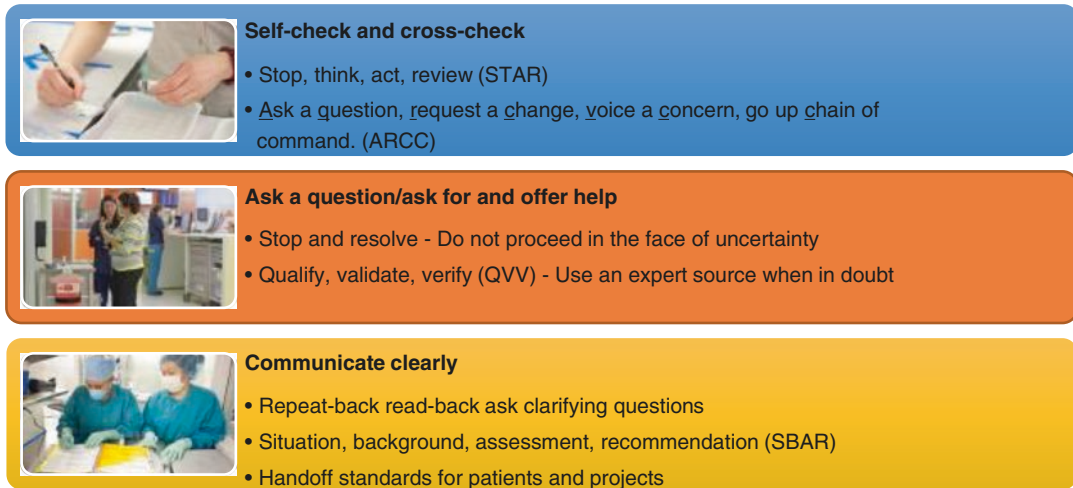 Self-check and cross-check
• Stop, think, act, review (STAR)
• Ask a question, request a change, voice a concern, go up chain of
command. (ARCC)
Ask a question/ask for and offer help
• Stop and resolve - Do not proceed in the face of uncertainty
• Qualify, validate, verify (QVV) - Use an expert source when in doubt
Communicate clearly
• Repeat-back read-back ask clarifying questions
• Situation, background, assessment, recommendation (SBAR)
• Handoff standards for patients and projects